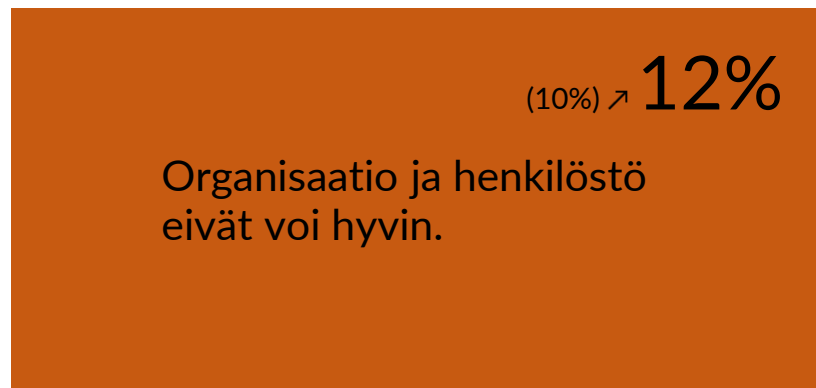 (10%) ↗ 12%
Organisaatio ja henkilöstö
eivät voi hyvin.